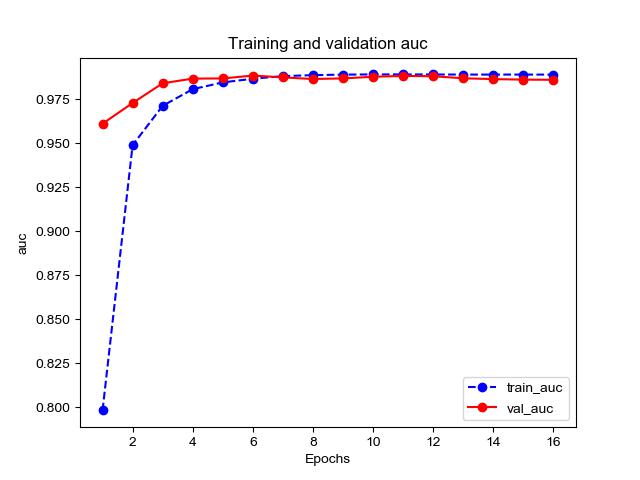 Training and validation auc
auc
0.975
0.950
0.925
0.900
0.875
0.850
0.825
0.800
2 4 6 8 10 12 14 16
Epochs
train_auc
val_auc